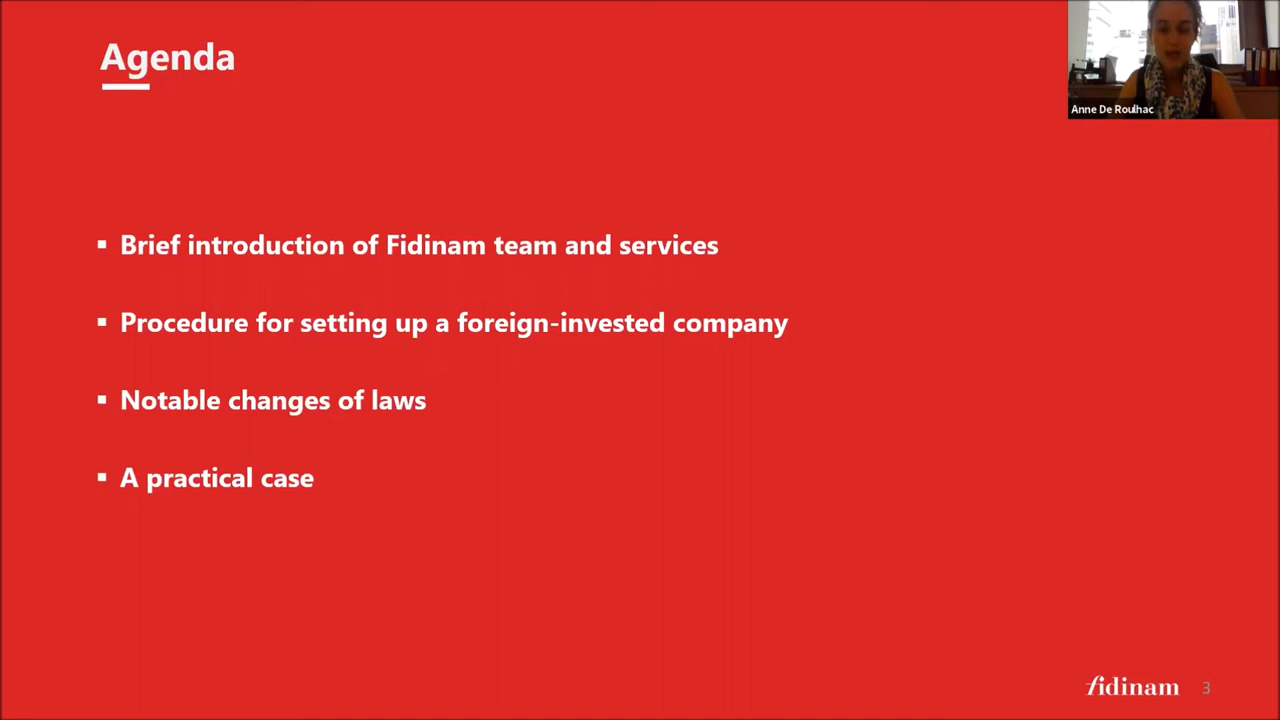 Agenda
Anne De Roulhac
▪ Brief introduction of Fidinam team and services
▪ Procedure for setting up a foreign-invested company
▪ Notable changes of laws
▪ A practical case
fidinam 3